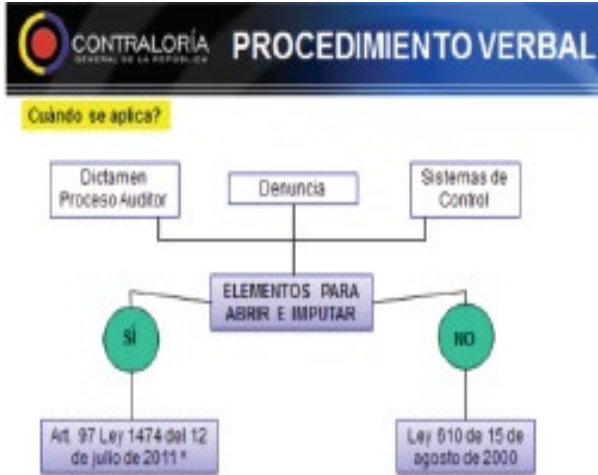 CONTRALORÍA
GENERAL DE LA REPÚBLICA
PROCEDIMIENTO VERBAL
Cuándo se aplica?
Dictamen
Proceso Auditor
Denuncia
Sistemas de
Control
ELEMENTOS PARA
ABRIR E IMPUTAR
SÍ
NO
Art. 97 Ley 1474 del 12
de julio de 2011 *
Ley 610 de 15 de
agosto de 2000